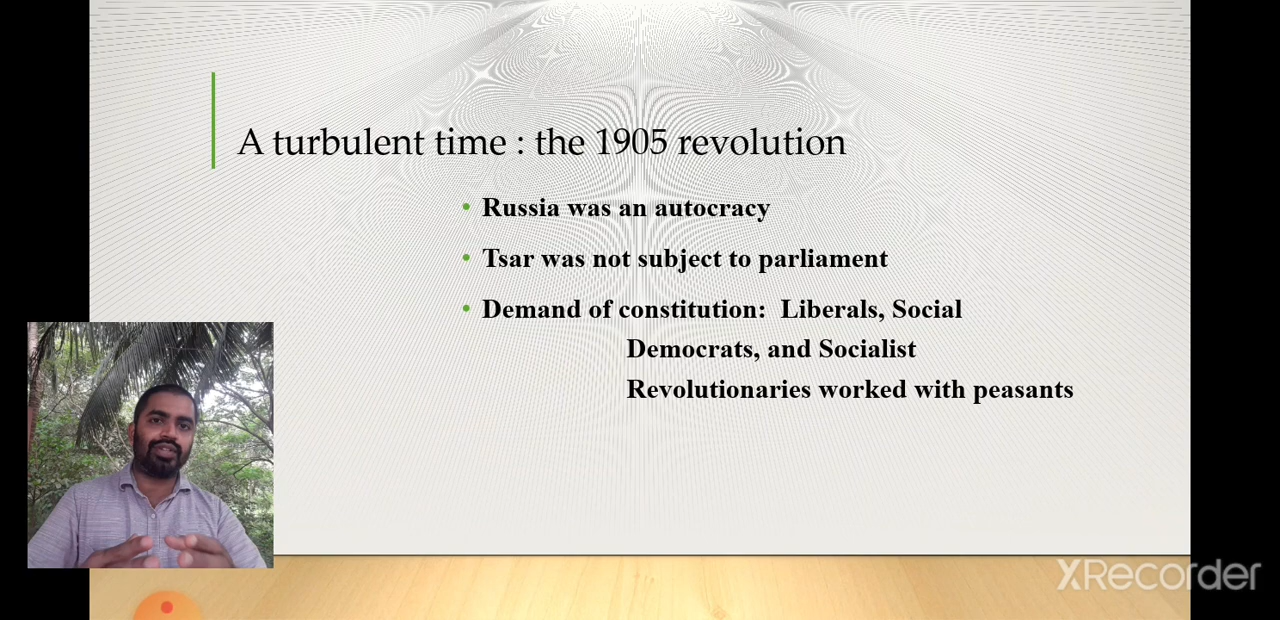 A turbulent time : the 1905 revolution
• Russia was an autocracy
• Tsar was not subject to parliament
• Demand of constitution: Liberals, Social
Democrats, and Socialist
Revolutionaries worked with peasants
XRecorder